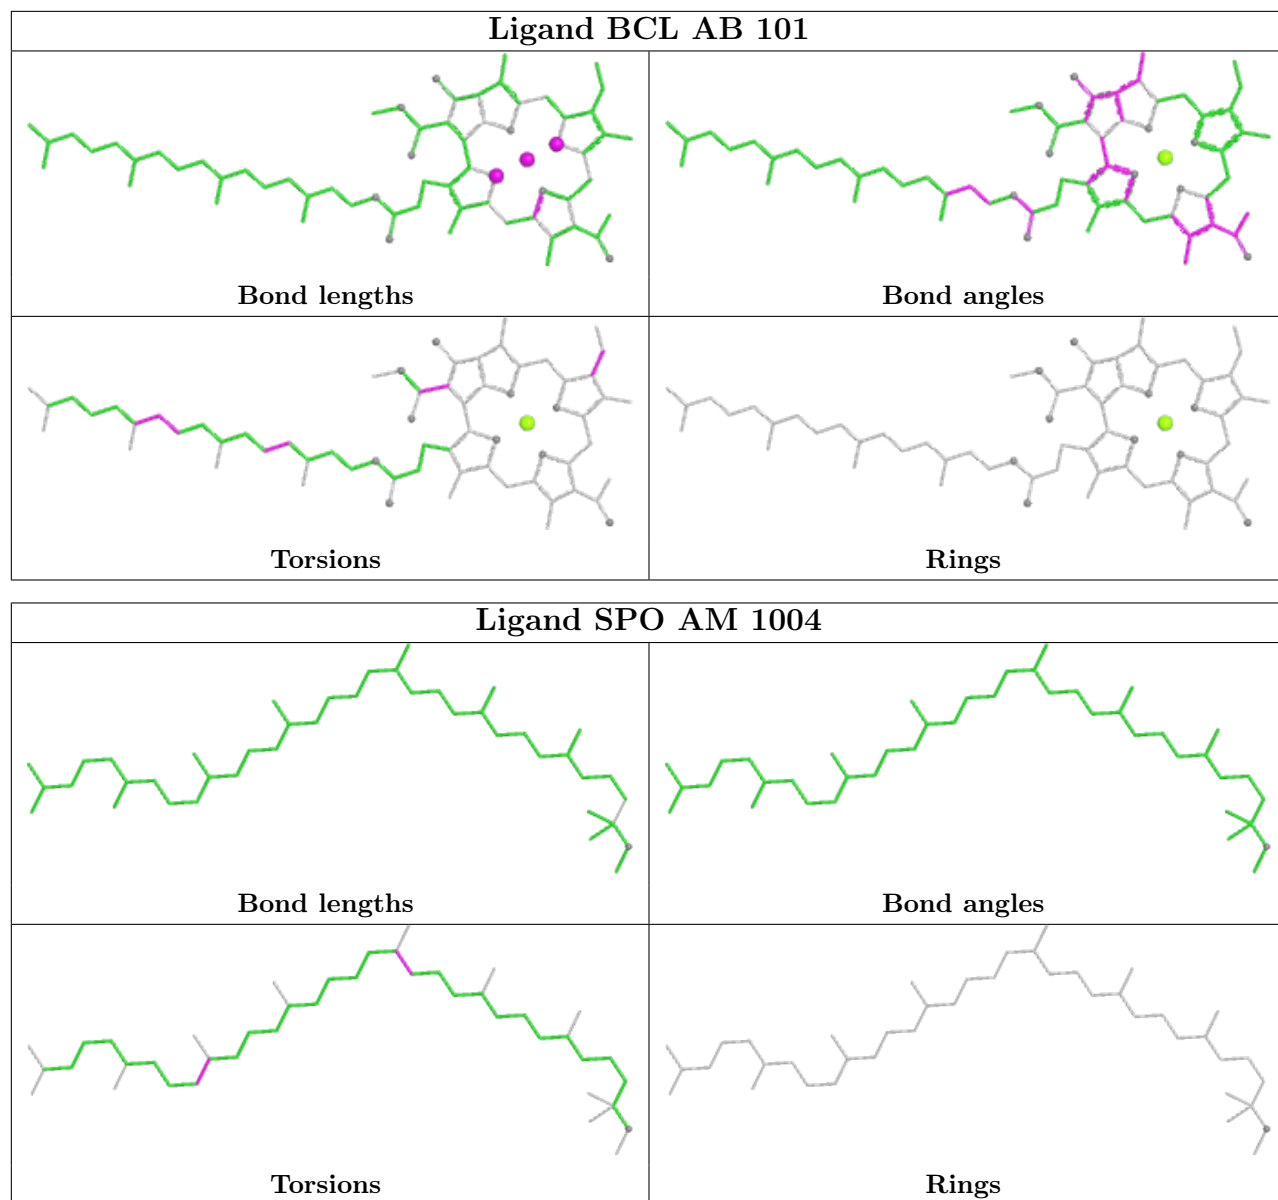 Ligand BCL AB 101
Bond lengths
Bond angles
Torsions
Rings
Ligand SPO AM 1004
Bond lengths
Bond angles
Torsions
Rings